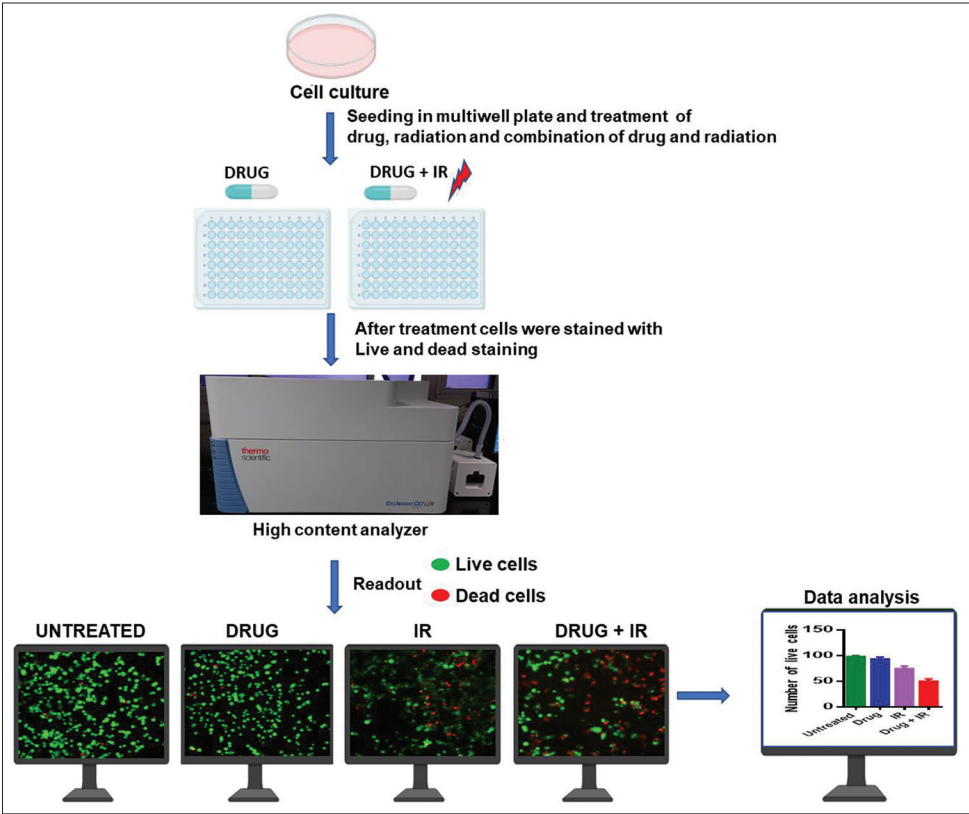 Cell culture
Seeding in multiwell plate and treatment of
drug, radiation and combination of drug and radiation
DRUG
DRUG + IR
After treatment cells were stained with
Live and dead staining
thermo
scientific
High content analyzer
Readout
Live cells
Dead cells
UNTREATED
DRUG
IR
DRUG + IR
Data analysis
Number of live cells
150
100
50
0
Untreated
Drug
IR
Drug + IR